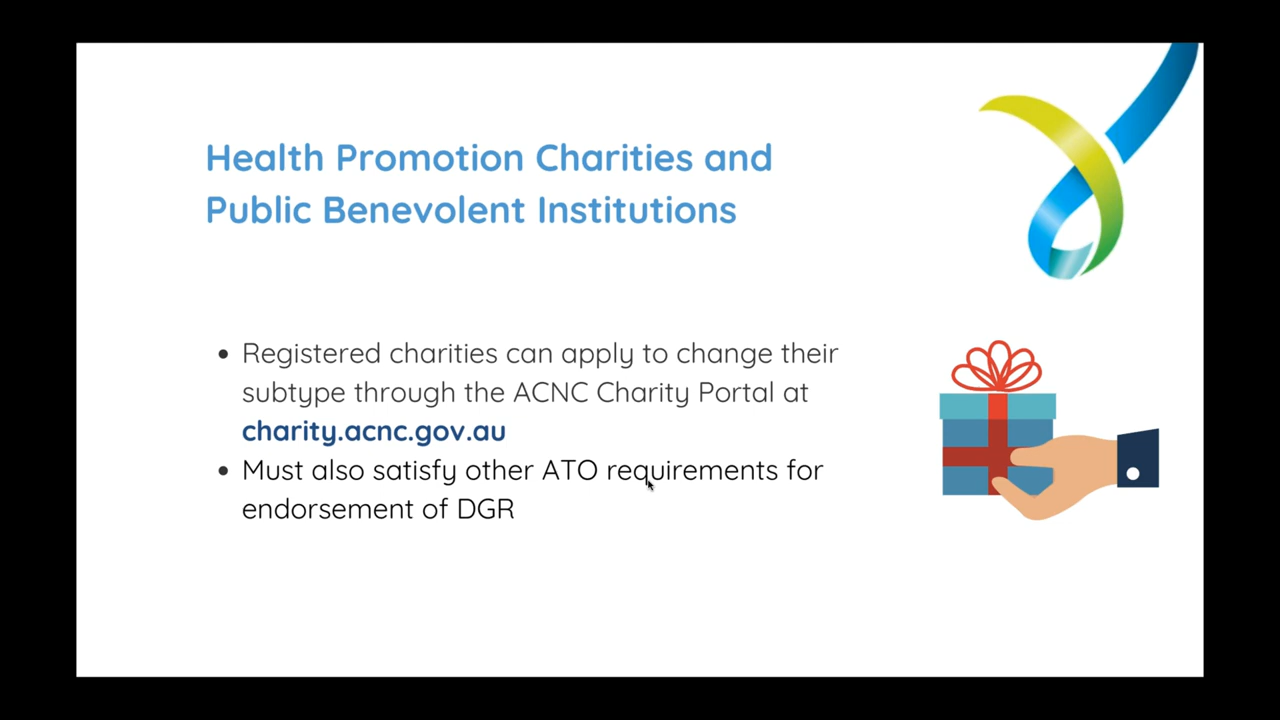 Health Promotion Charities and
Public Benevolent Institutions
• Registered charities can apply to change their
subtype through the ACNC Charity Portal at
charity.acnc.gov.au
• Must also satisfy other ATO requirements for
endorsement of DGR